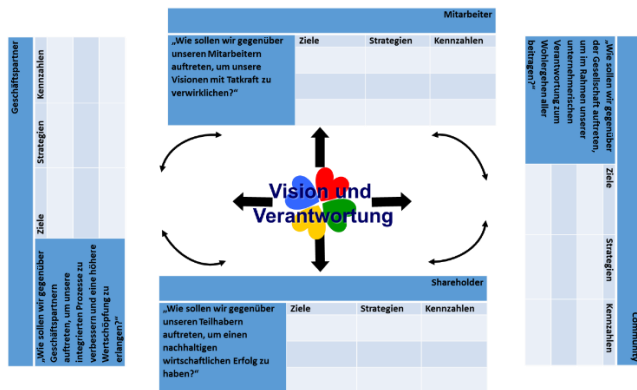 Mitarbeiter
„Wie sollen wir gegenüber
unseren Mitarbeitern
auftreten, um unsere
Visionen mit Tatkraft zu
verwirklichen?“
Ziele
Strategien
Kennzahlen
Geschäftspartner
„Wie sollen wir gegenüber
Geschäftspartnern
auftreten, um unsere
integrierten Prozesse zu
verbessern und eine höhere
Wertschöpfung zu
erlangen?“
Ziele
Strategien
Kennzahlen
Vision und
Verantwortung
Community
„Wie sollen wir gegenüber
der Gesellschaft auftreten,
um im Rahmen unserer
unternehmerischen
Verantwortung zum
Wohlergehen aller
beitragen?“
Ziele
Strategien
Kennzahlen
Shareholder
„Wie sollen wir gegenüber
unseren Teilhabern
auftreten, um einen
nachhaltigen
wirtschaftlichen Erfolg zu
haben?“
Ziele
Strategien
Kennzahlen